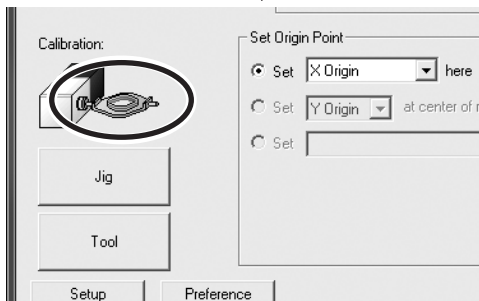 Calibration:
Set Origin Point
Set X Origin here
Set Y Origin at center of
Set
Jig
Tool
Setup Preference